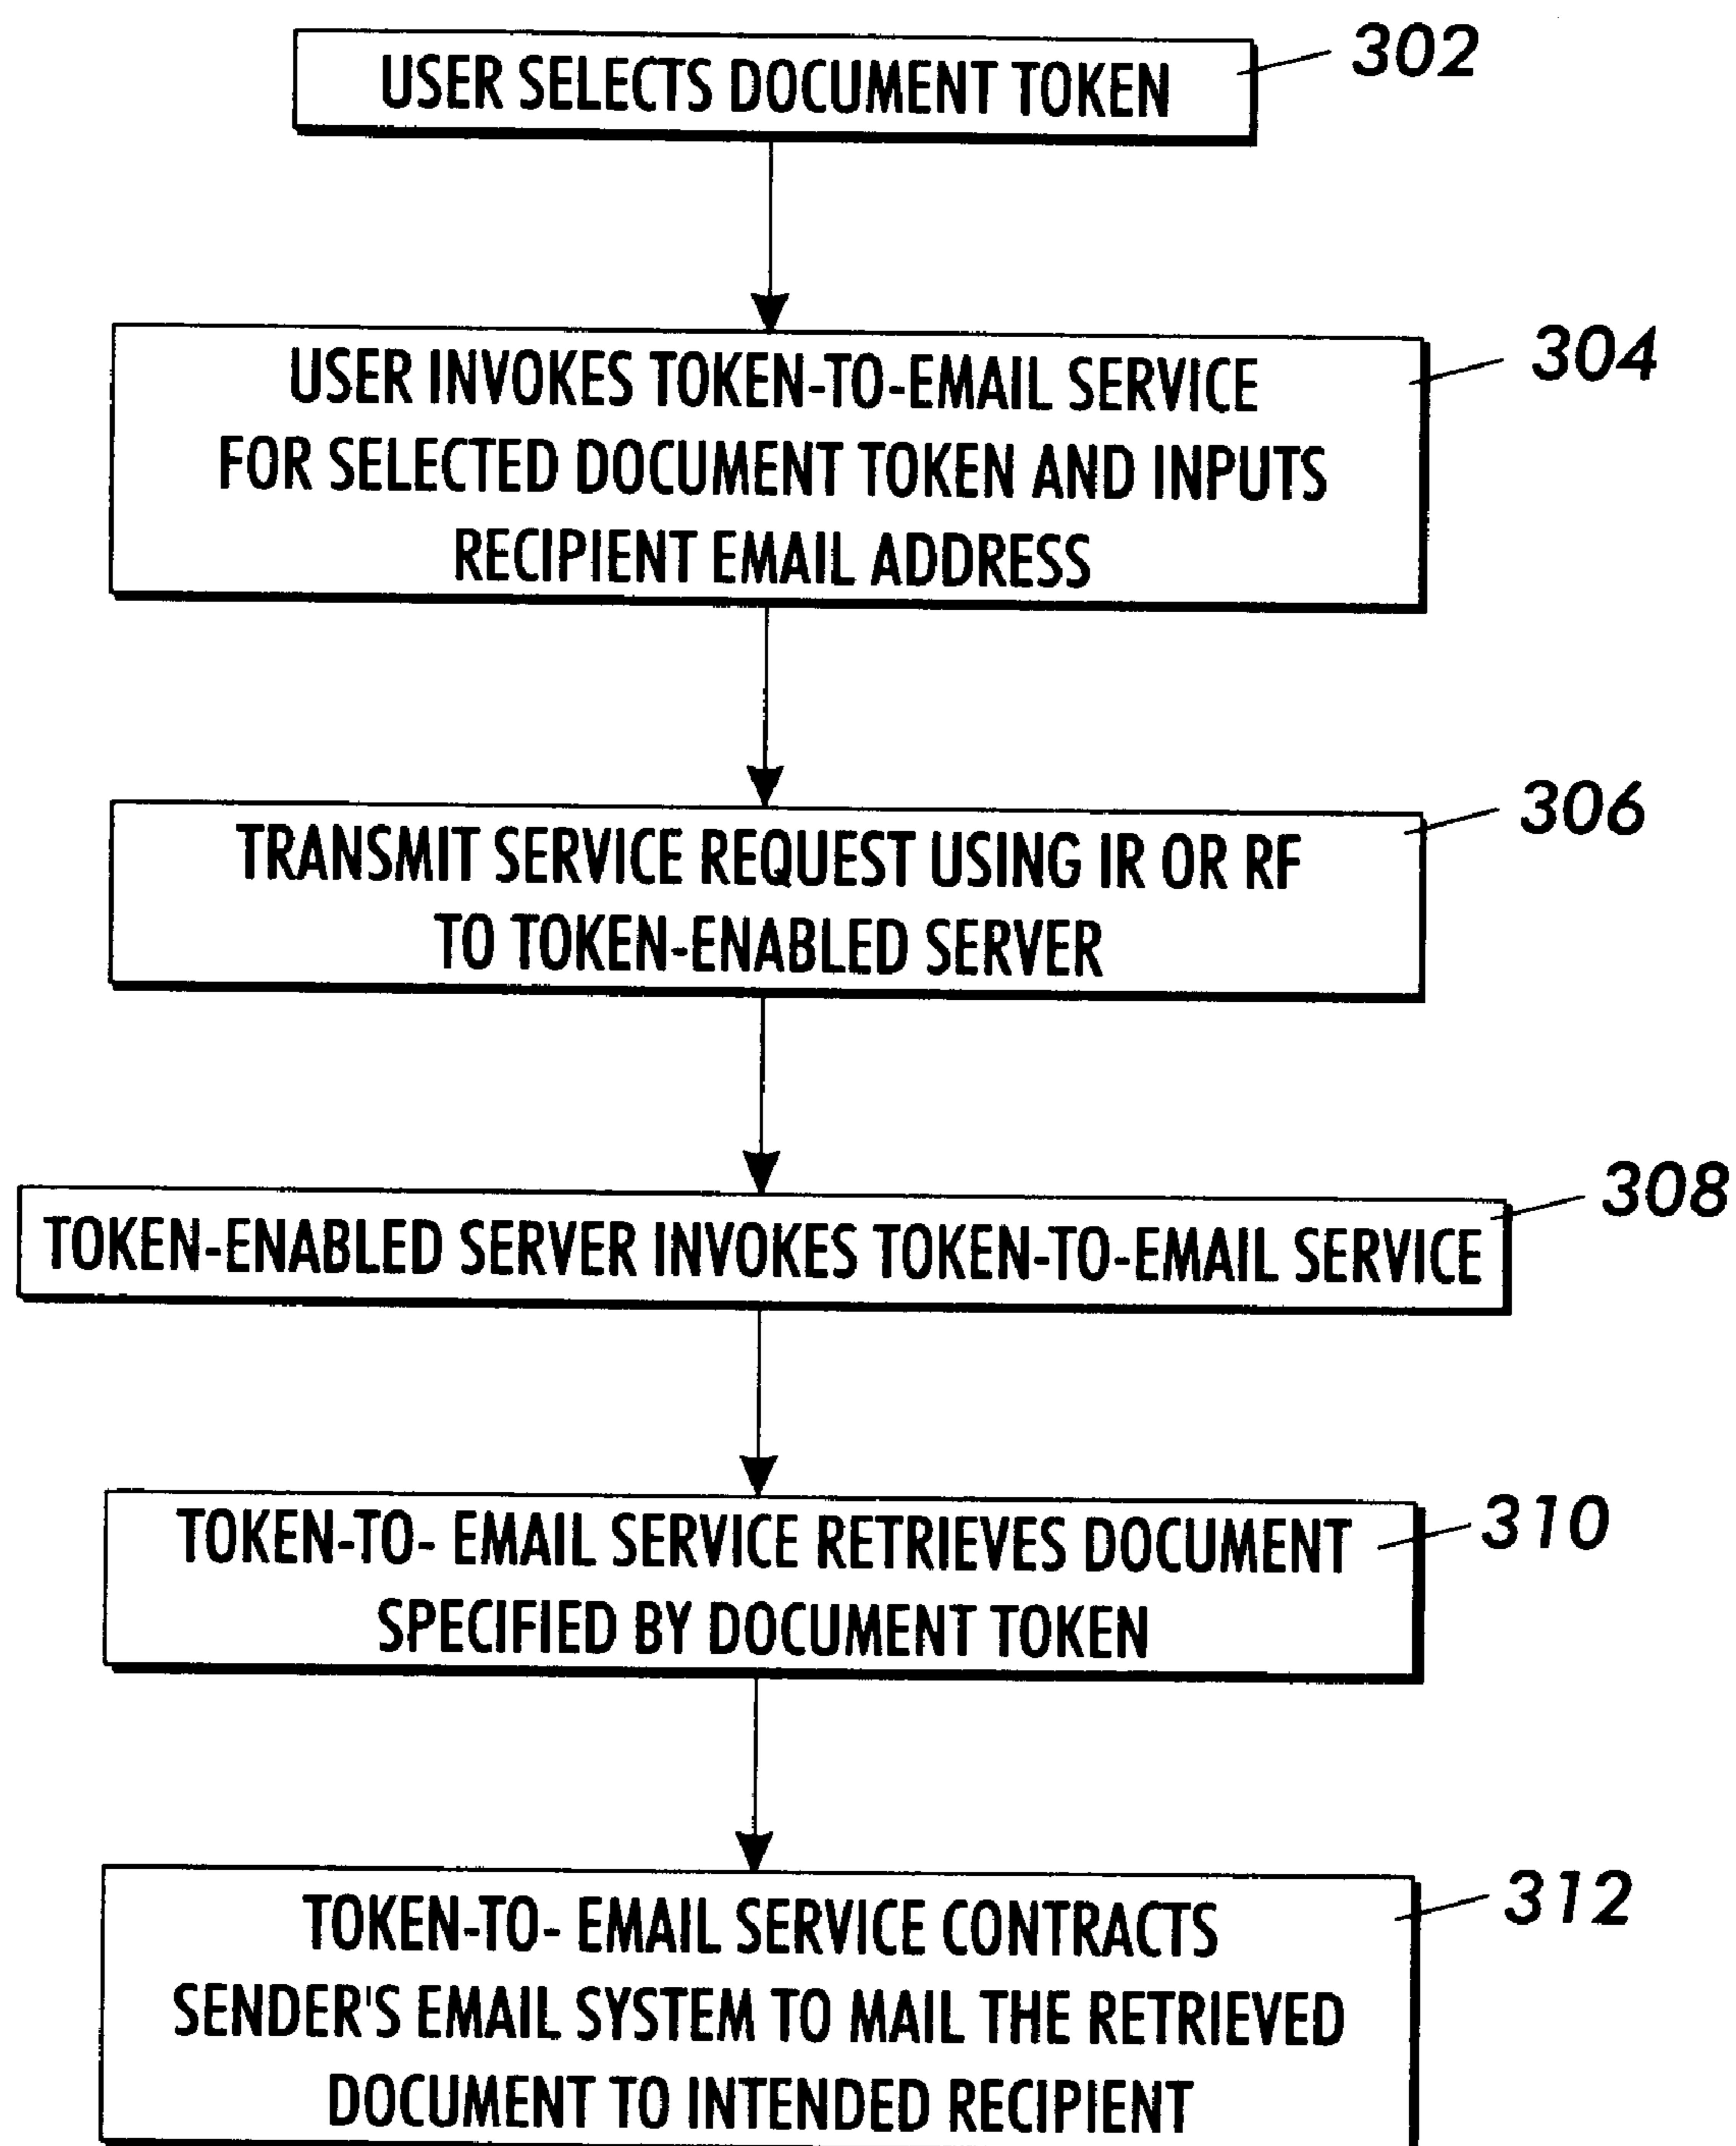 USER SELECTS DOCUMENT TOKEN
302
USER INVOKES TOKEN-TO-EMAIL SERVICE
FOR SELECTED DOCUMENT TOKEN AND INPUTS
RECIPIENT EMAIL ADDRESS
304
TRANSMIT SERVICE REQUEST USING IR OR RF
TO TOKEN-ENABLED SERVER
306
TOKEN-ENABLED SERVER INVOKES TOKEN-TO-EMAIL SERVICE
308
TOKEN-TO- EMAIL SERVICE RETRIEVES DOCUMENT
SPECIFIED BY DOCUMENT TOKEN
310
TOKEN-TO- EMAIL SERVICE CONTRACTS
SENDER'S EMAIL SYSTEM TO MAIL THE RETRIEVED
DOCUMENT TO INTENDED RECIPIENT
312